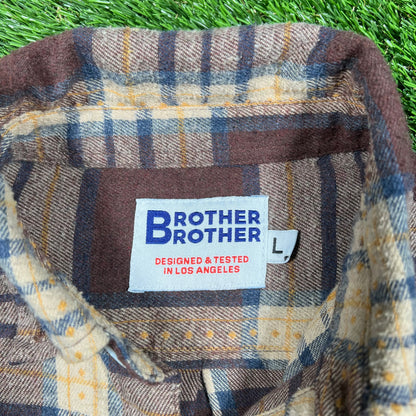 BROTHER
BROTHER
DESIGNED & TESTED
IN LOS ANGELES
L